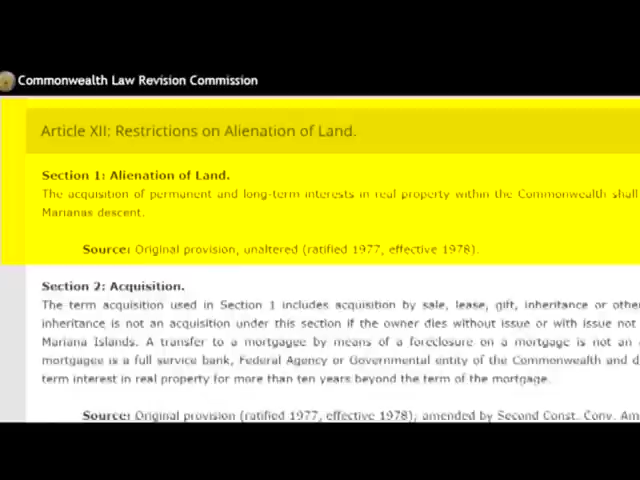 Commonwealth Law Revision Commission
Article XII: Restrictions on Alienation of Land.
Section 1: Alienation of Land.
The acquisition of permanent and long-term interests in real property within the Commonwealth shall
Marianas descent.
Source: Original provision, unaltered (ratified 1977, effective 1978).
Section 2: Acquisition.
The term acquisition used in Section 1 includes acquisition by sale, lease, gift, inheritance or othe
inheritance is not an acquisition under this section if the owner dies without issue or with issue not
Mariana Islands. A transfer to a mortgagee by means of a foreclosure on a mortgage is not an
mortgagee is a full service bank, Federal Agency or Governmental entity of the Commonwealth and d
term interest in real property for more than ten years beyond the term of the mortgage.
Source: Original provision (ratified 1977, effective 1978); amended by Second Const. Conv. Am